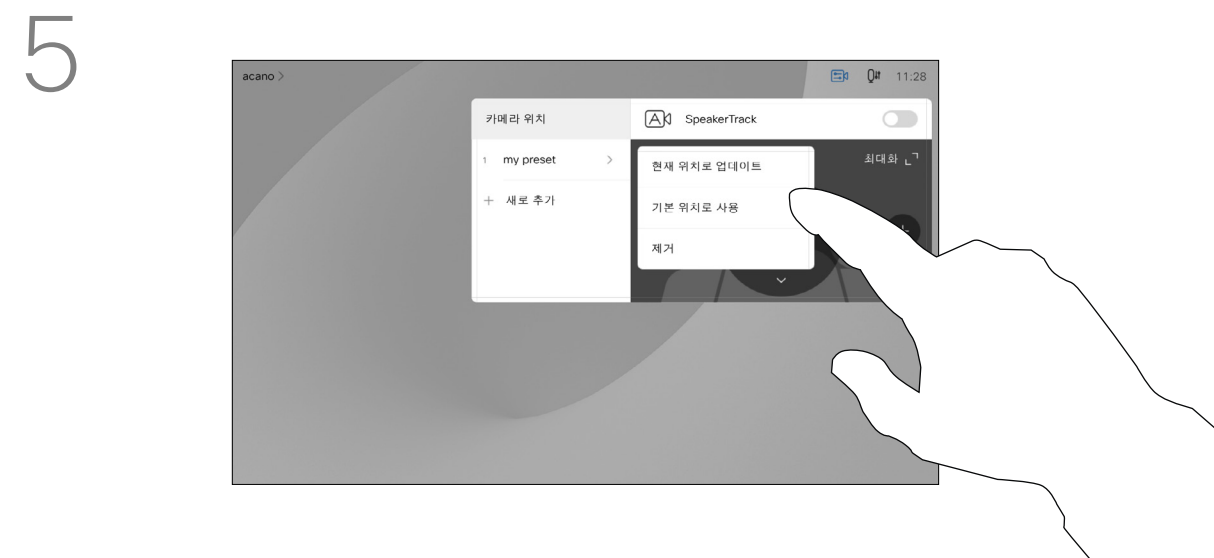 5
acano
11:28
카메라 위치
SpeakerTrack
1 my preset
현재 위치로 업데이트
최대화
새로 추가
기본 위치로 사용
제거